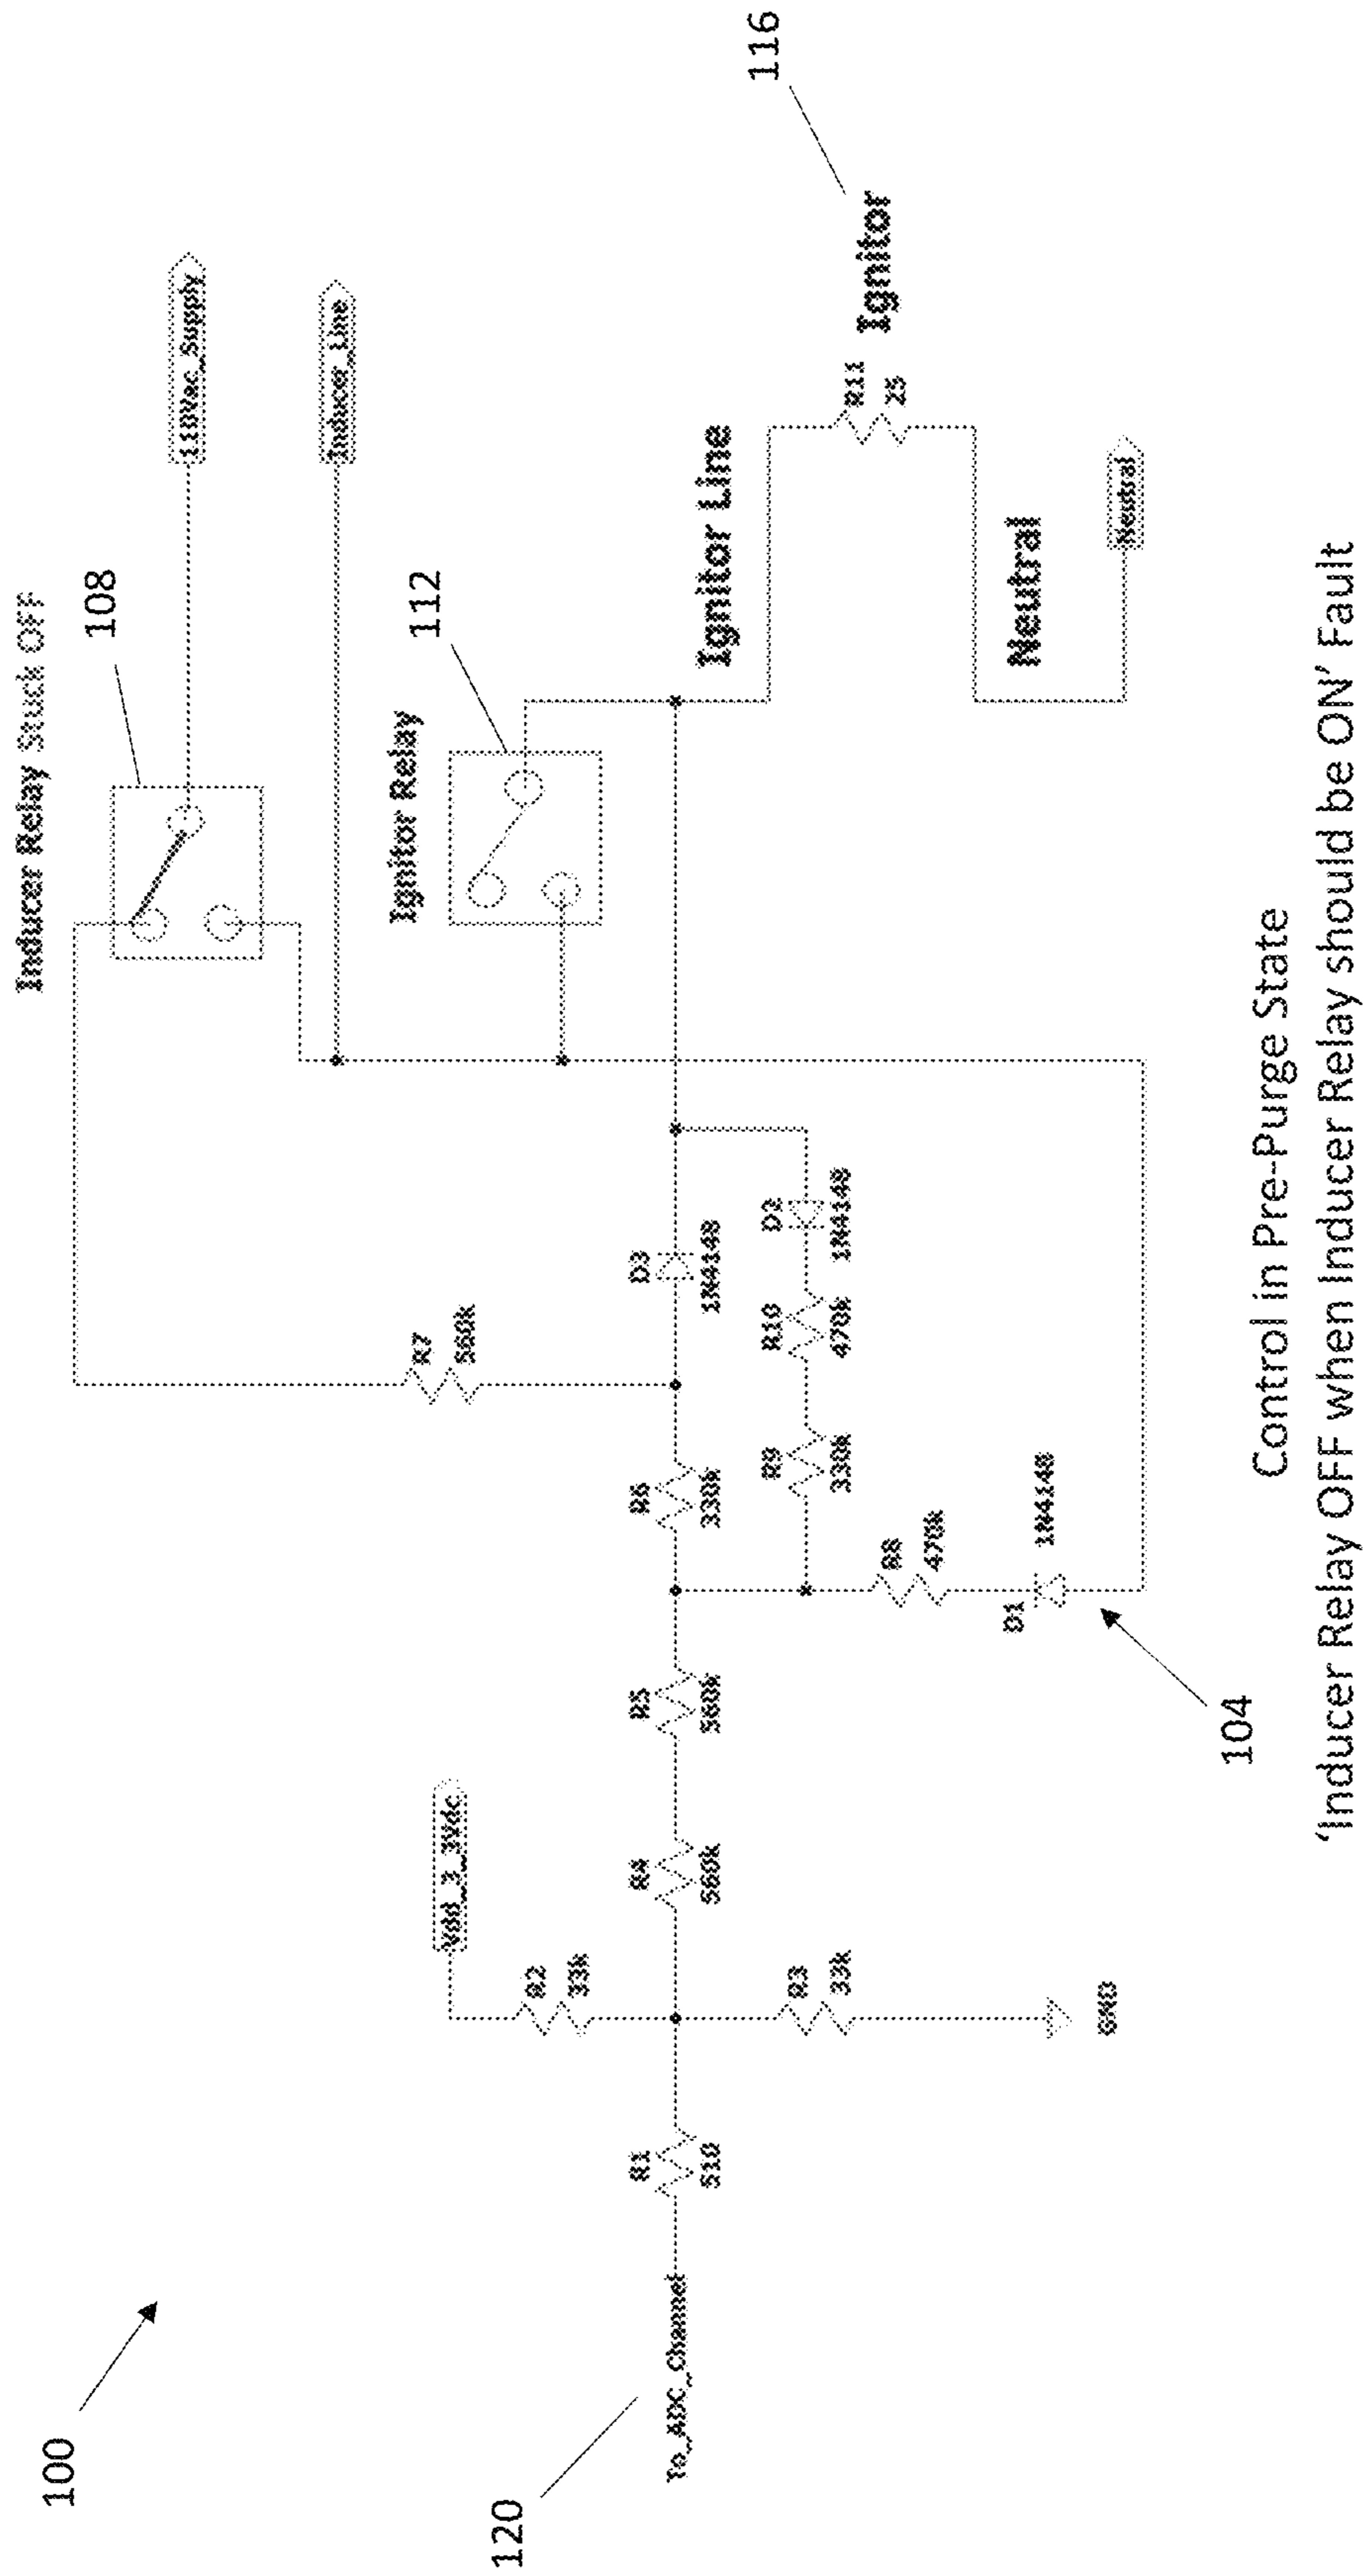 100
Inducer Relay Stuck OFF
108
110Vac_Supply
Inducer_Line
Ignitor Relay
112
Ignitor Line
116
Ignitor
R11
25
Neutral
Neutral
R7
560k
Vdd_3_3Vdc
R2
33k
120
To_ADC_Channel
R1
510
R4
560k
R5
560k
R6
330k
D3
1N4148
R3
33k
GND
R9
330k
R10
470k
D2
1N4148
R8
470k
D1
1N4148
104
Control in Pre-Purge State
'Inducer Relay OFF when Inducer Relay should be ON' Fault